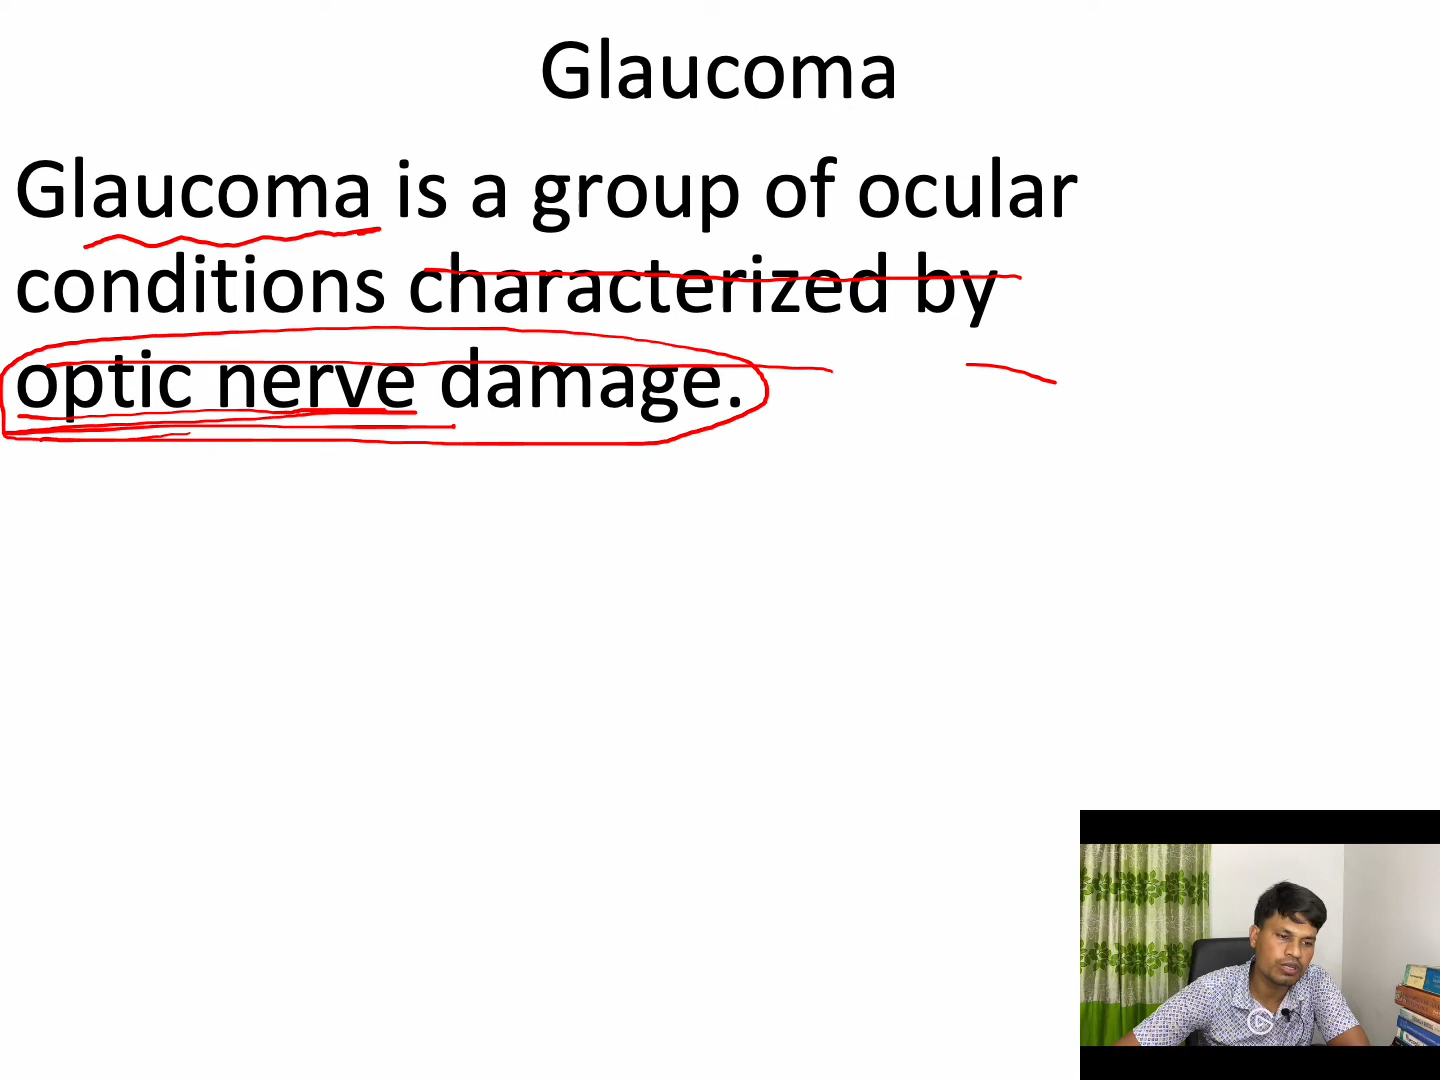 Glaucoma
Glaucoma is a group of ocular
conditions characterized by
optic nerve damage.